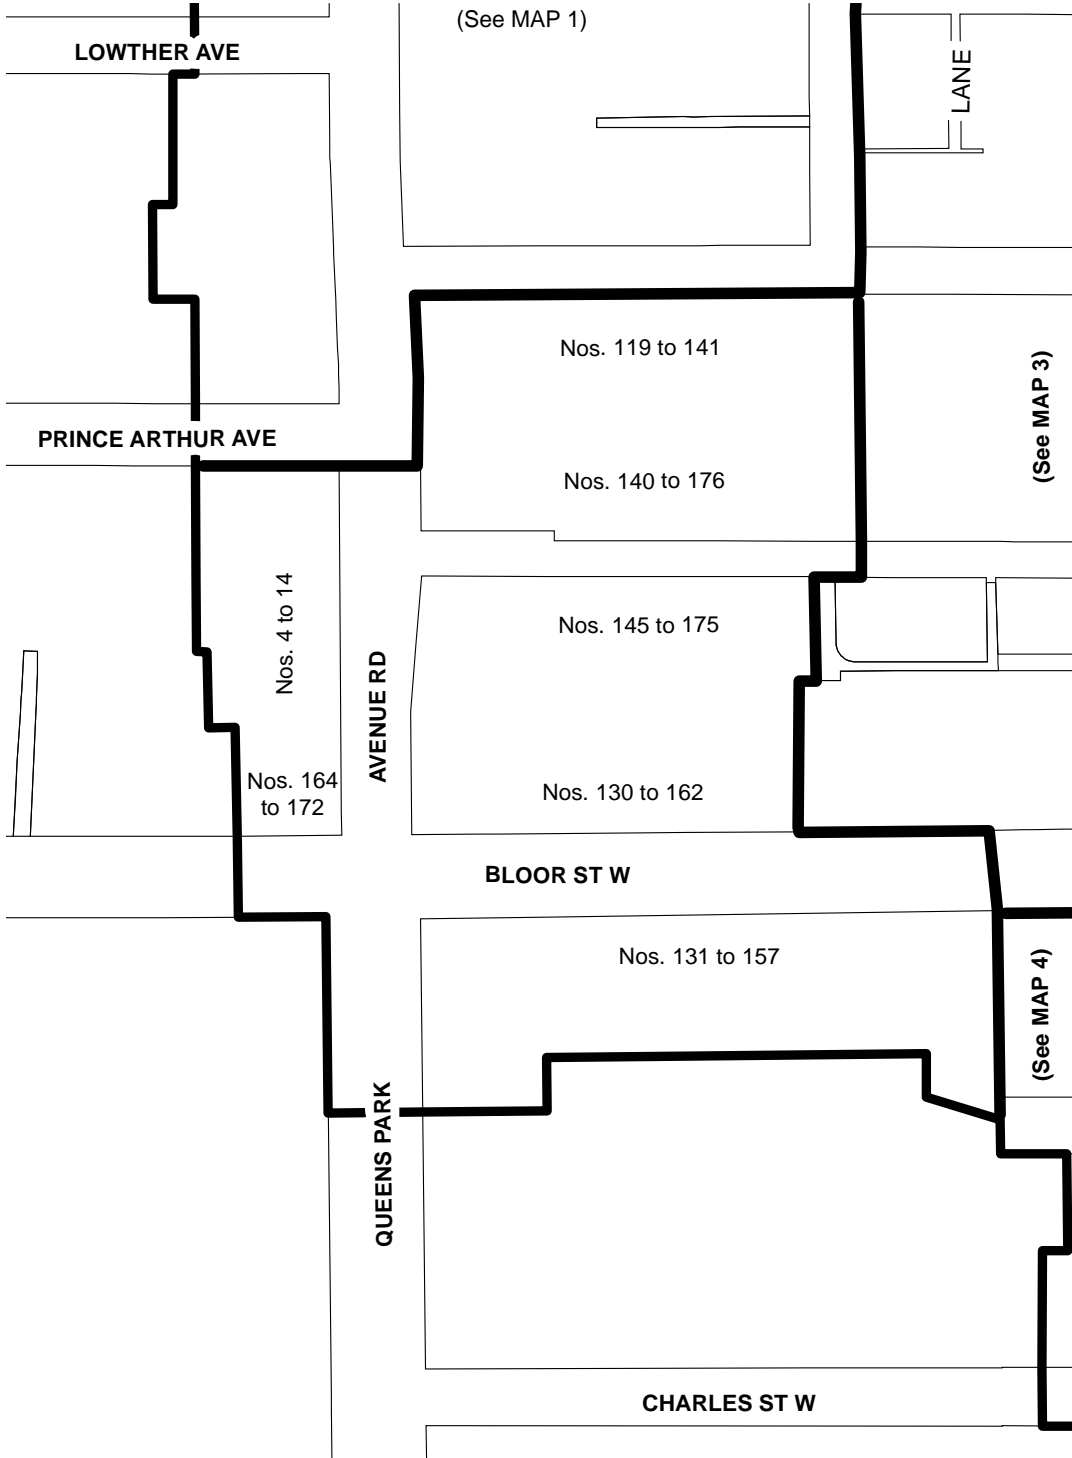 (See MAP 1)
LOWTHER AVE
LANE
Nos. 119 to 141
(See MAP 3)
PRINCE ARTHUR AVE
Nos. 140 to 176
Nos. 4 to 14
Nos. 145 to 175
AVENUE RD
Nos. 164
to 172
Nos. 130 to 162
BLOOR ST W
Nos. 131 to 157
(See MAP 4)
QUEENS PARK
CHARLES ST W